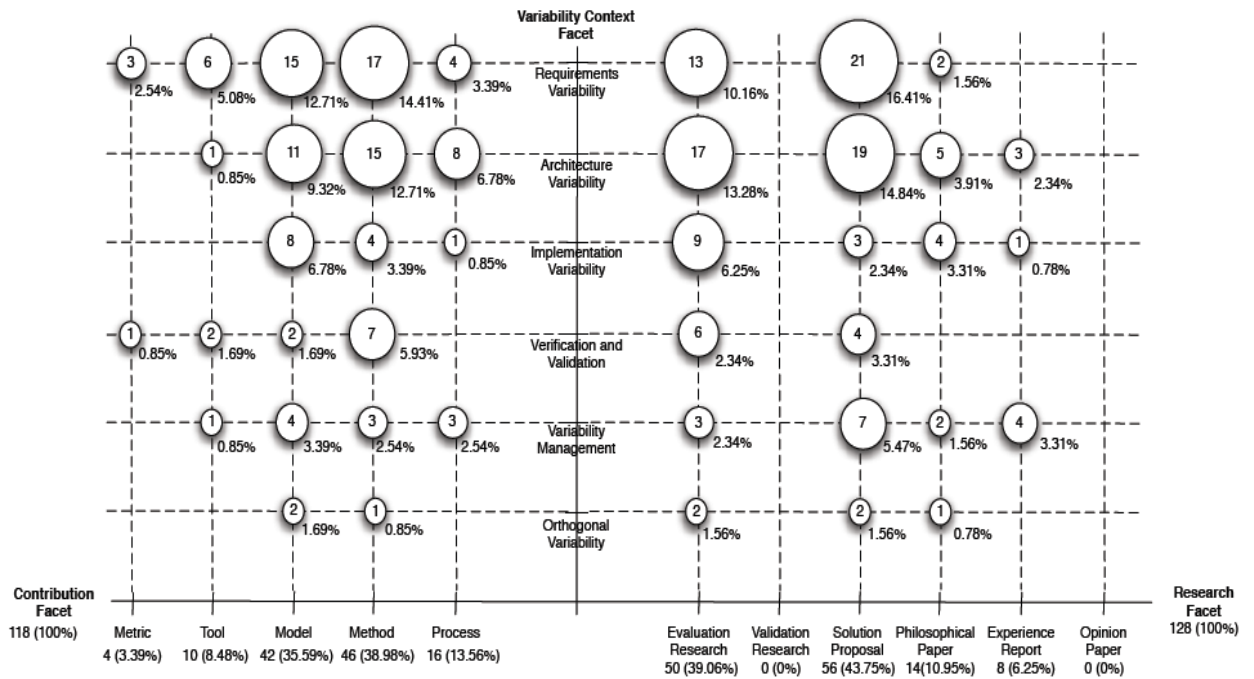 Variability Context
Facet
3
6
15
17
4
13
21
2
2.54%
5.08%
12.71%
14.41%
3.39%
Requirements
Variability
10.16%
16.41%
1.56%
1
11
15
8
17
19
5
3
0.85%
9.32%
12.71%
6.78%
Architecture
Variability
13.28%
14.84%
3.91%
2.34%
8
4
1
9
3
4
1
6.78%
3.39%
0.85%
Implementation
Variability
6.25%
2.34%
3.31%
0.78%
1
2
2
7
6
4
0.85%
1.69%
1.69%
5.93%
Verification and
Validation
2.34%
3.31%
1
4
3
3
3
7
2
4
0.85%
3.39%
2.54%
2.54%
Variability
Management
2.34%
5.47%
1.56%
3.31%
2
1
2
2
1
1.69%
0.85%
Orthogonal
Variability
1.56%
1.56%
0.78%
Contribution
Facet
118 (100%)
Metric
4 (3.39%)
Tool
10 (8.48%)
Model
42 (35.59%)
Method
46 (38.98%)
Process
16 (13.56%)
Evaluation
Research
50 (39.06%)
Validation
Research
0 (0%)
Solution
Proposal
56 (43.75%)
Philosophical
Paper
14(10.95%)
Experience
Report
8 (6.25%)
Opinion
Paper
0 (0%)
Research
Facet
128 (100%)